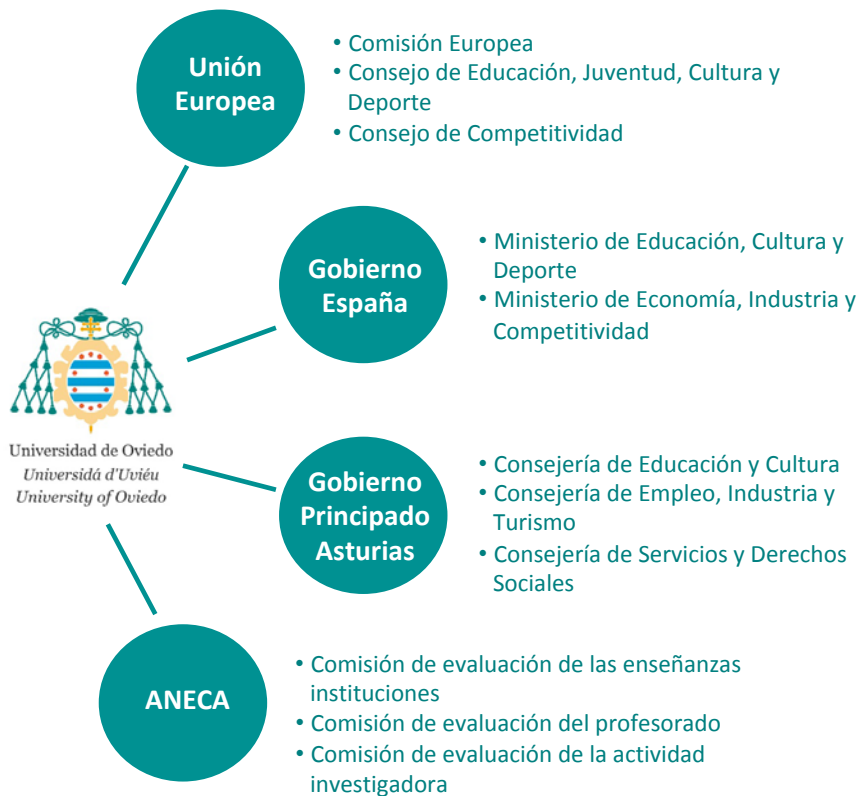 Unión
Europea
• Comisión Europea
• Consejo de Educación, Juventud, Cultura y
Deporte
• Consejo de Competitividad
Gobierno
España
• Ministerio de Educación, Cultura y
Deporte
• Ministerio de Economía, Industria y
Competitividad
Universidad de Oviedo
Universidá d'Uviéu
University of Oviedo
Gobierno
Principado
Asturias
• Consejería de Educación y Cultura
• Consejería de Empleo, Industria y
Turismo
• Consejería de Servicios y Derechos
Sociales
ANECA
• Comisión de evaluación de las enseñanzas
instituciones
• Comisión de evaluación del profesorado
• Comisión de evaluación de la actividad
investigadora